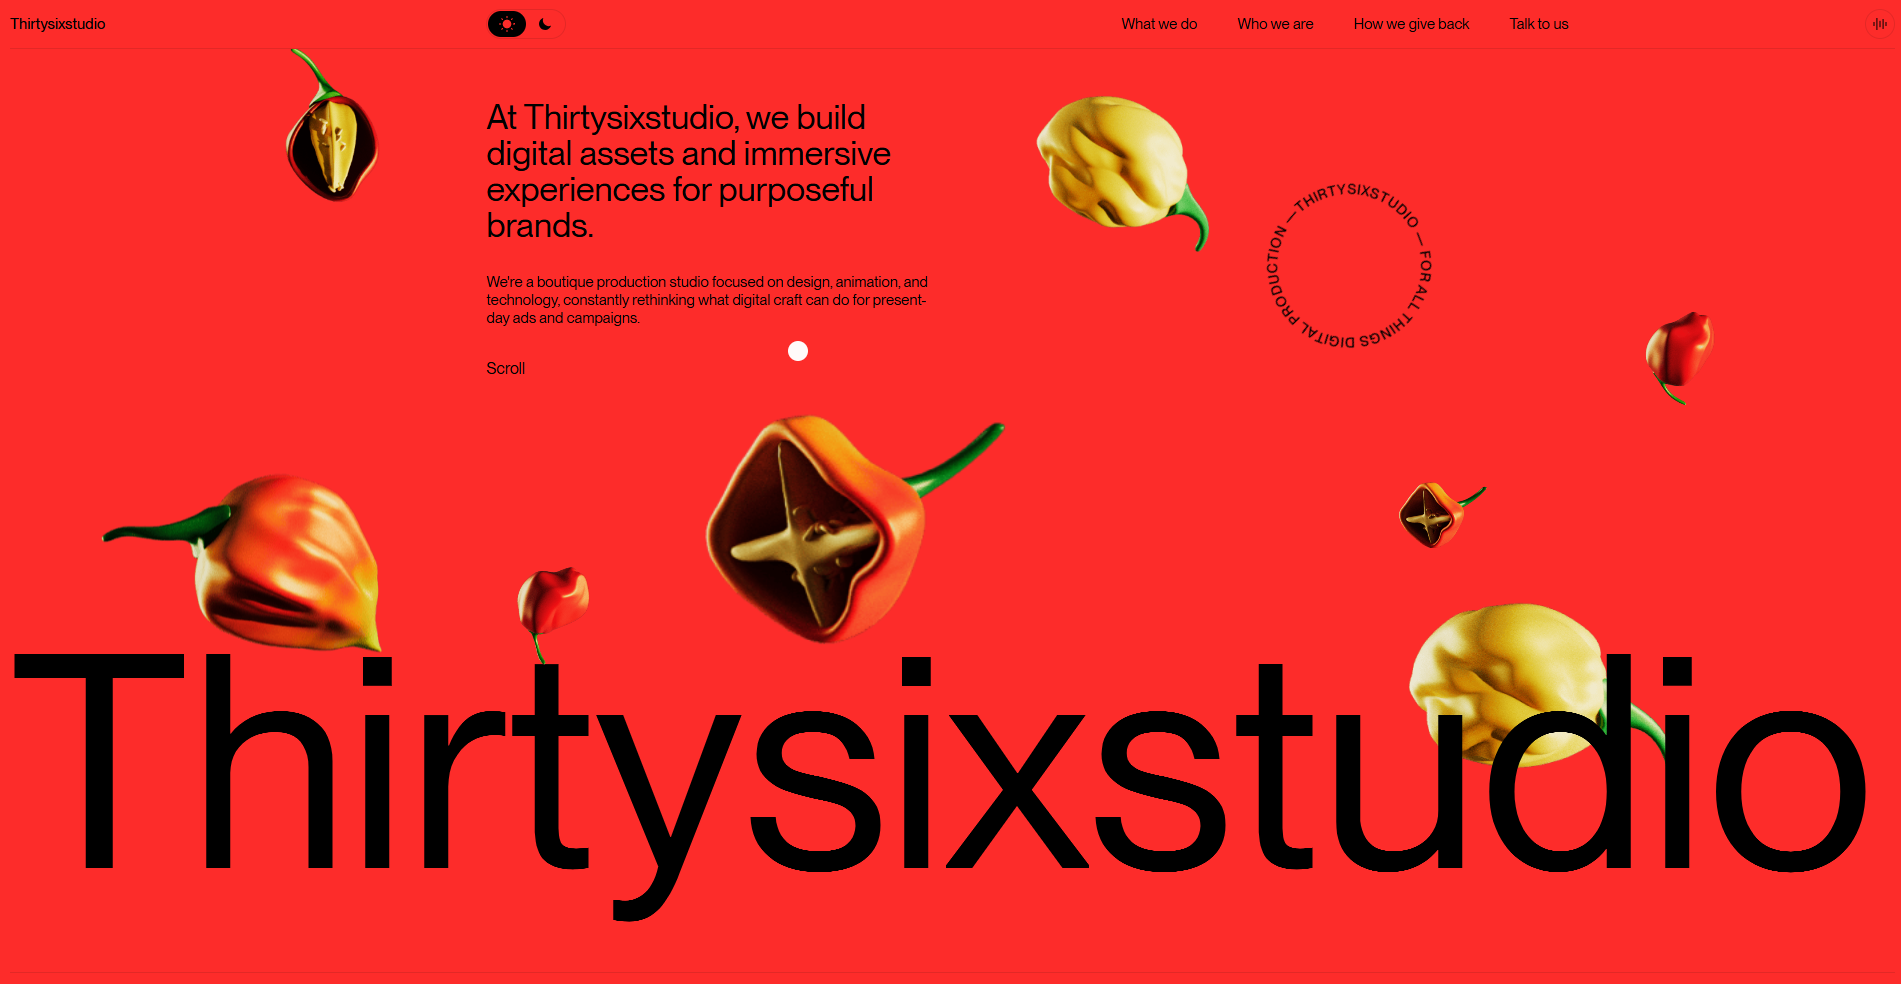 Thirtysixstudio
What we do
Who we are
How we give back
Talk to us
At Thirtysixstudio, we build
digital assets and immersive
experiences for purposeful
brands.
We're a boutique production studio focused on design, animation, and
technology, constantly rethinking what digital craft can do for present-
day ads and campaigns.
Scroll
—THIRTYSIXSTUDIO — FOR ALL THINGS DIGITAL PRODUCTION
Thirtysixstudio